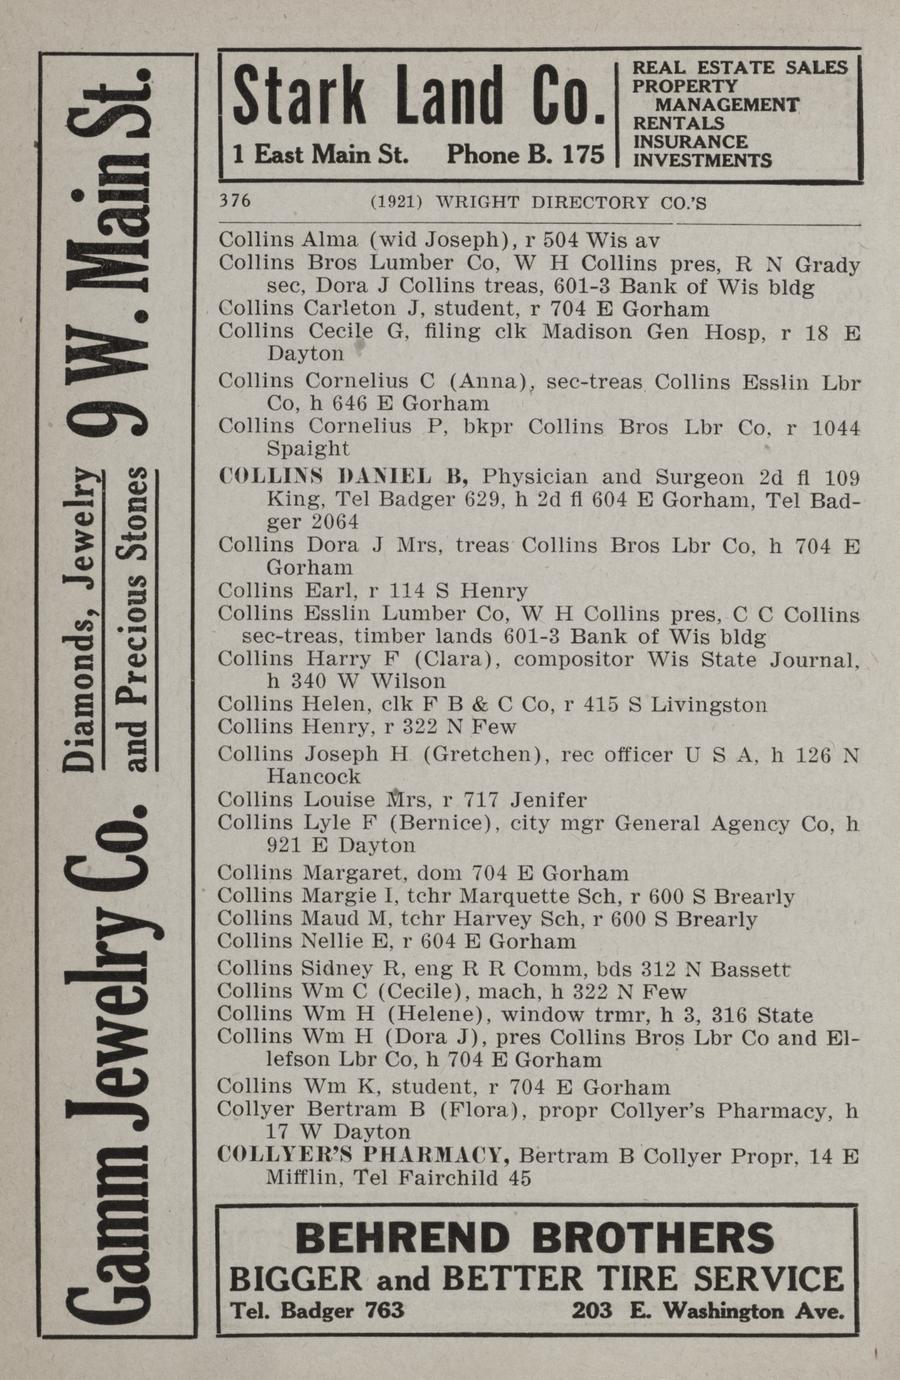 Stark Land Co.
1 East Main St. Phone B. 175
REAL ESTATE SALES
PROPERTY
MANAGEMENT
RENTALS
INSURANCE
INVESTMENTS
Gamm Jewelry Co. Diamonds, Jewelry and Precious Stones 9 W. Main St.
376 (1921) WRIGHT DIRECTORY CO.'S
Collins Alma (wid Joseph), r 504 Wis av
Collins Bros Lumber Co, W H Collins pres, R N Grady
sec, Dora J Collins treas, 601-3 Bank of Wis bldg
Collins Carleton J, student, r 704 E Gorham
Collins Cecile G, filing clk Madison Gen Hosp, r 18 E
Dayton
Collins Cornelius C (Anna), sec-treas Collins Esslin Lbr
Co, h 646 E Gorham
Collins Cornelius P, bkpr Collins Bros Lbr Co, r 1044
Spaight
COLLINS DANIEL B, Physician and Surgeon 2d fl 109
King, Tel Badger 629, h 2d fl 604 E Gorham, Tel Bad-
ger 2064
Collins Dora J Mrs, treas Collins Bros Lbr Co, h 704 E
Gorham
Collins Earl, r 114 S Henry
Collins Esslin Lumber Co, W H Collins pres, C C Collins
sec-treas, timber lands 601-3 Bank of Wis bldg
Collins Harry F (Clara), compositor Wis State Journal,
h 340 W Wilson
Collins Helen, clk F B & C Co, r 415 S Livingston
Collins Henry, r 322 N Few
Collins Joseph H (Gretchen), rec officer U S A, h 126 N
Hancock
Collins Louise Mrs, r 717 Jenifer
Collins Lyle F (Bernice), city mgr General Agency Co, h
921 E Dayton
Collins Margaret, dom 704 E Gorham
Collins Margie I, tchr Marquette Sch, r 600 S Brearly
Collins Maud M, tchr Harvey Sch, r 600 S Brearly
Collins Nellie E, r 604 E Gorham
Collins Sidney R, eng R R Comm, bds 312 N Bassett
Collins Wm C (Cecile), mach, h 322 N Few
Collins Wm H (Helene), window trmr, h 3, 316 State
Collins Wm H (Dora J), pres Collins Bros Lbr Co and El-
lefson Lbr Co, h 704 E Gorham
Collins Wm K, student, r 704 E Gorham
Collyer Bertram B (Flora), propr Collyer's Pharmacy, h
17 W Dayton
COLLYER'S PHARMACY, Bertram B Collyer Propr, 14 E
Mifflin, Tel Fairchild 45
BEHREND BROTHERS
BIGGER and BETTER TIRE SERVICE
Tel. Badger 763 203 E. Washington Ave.